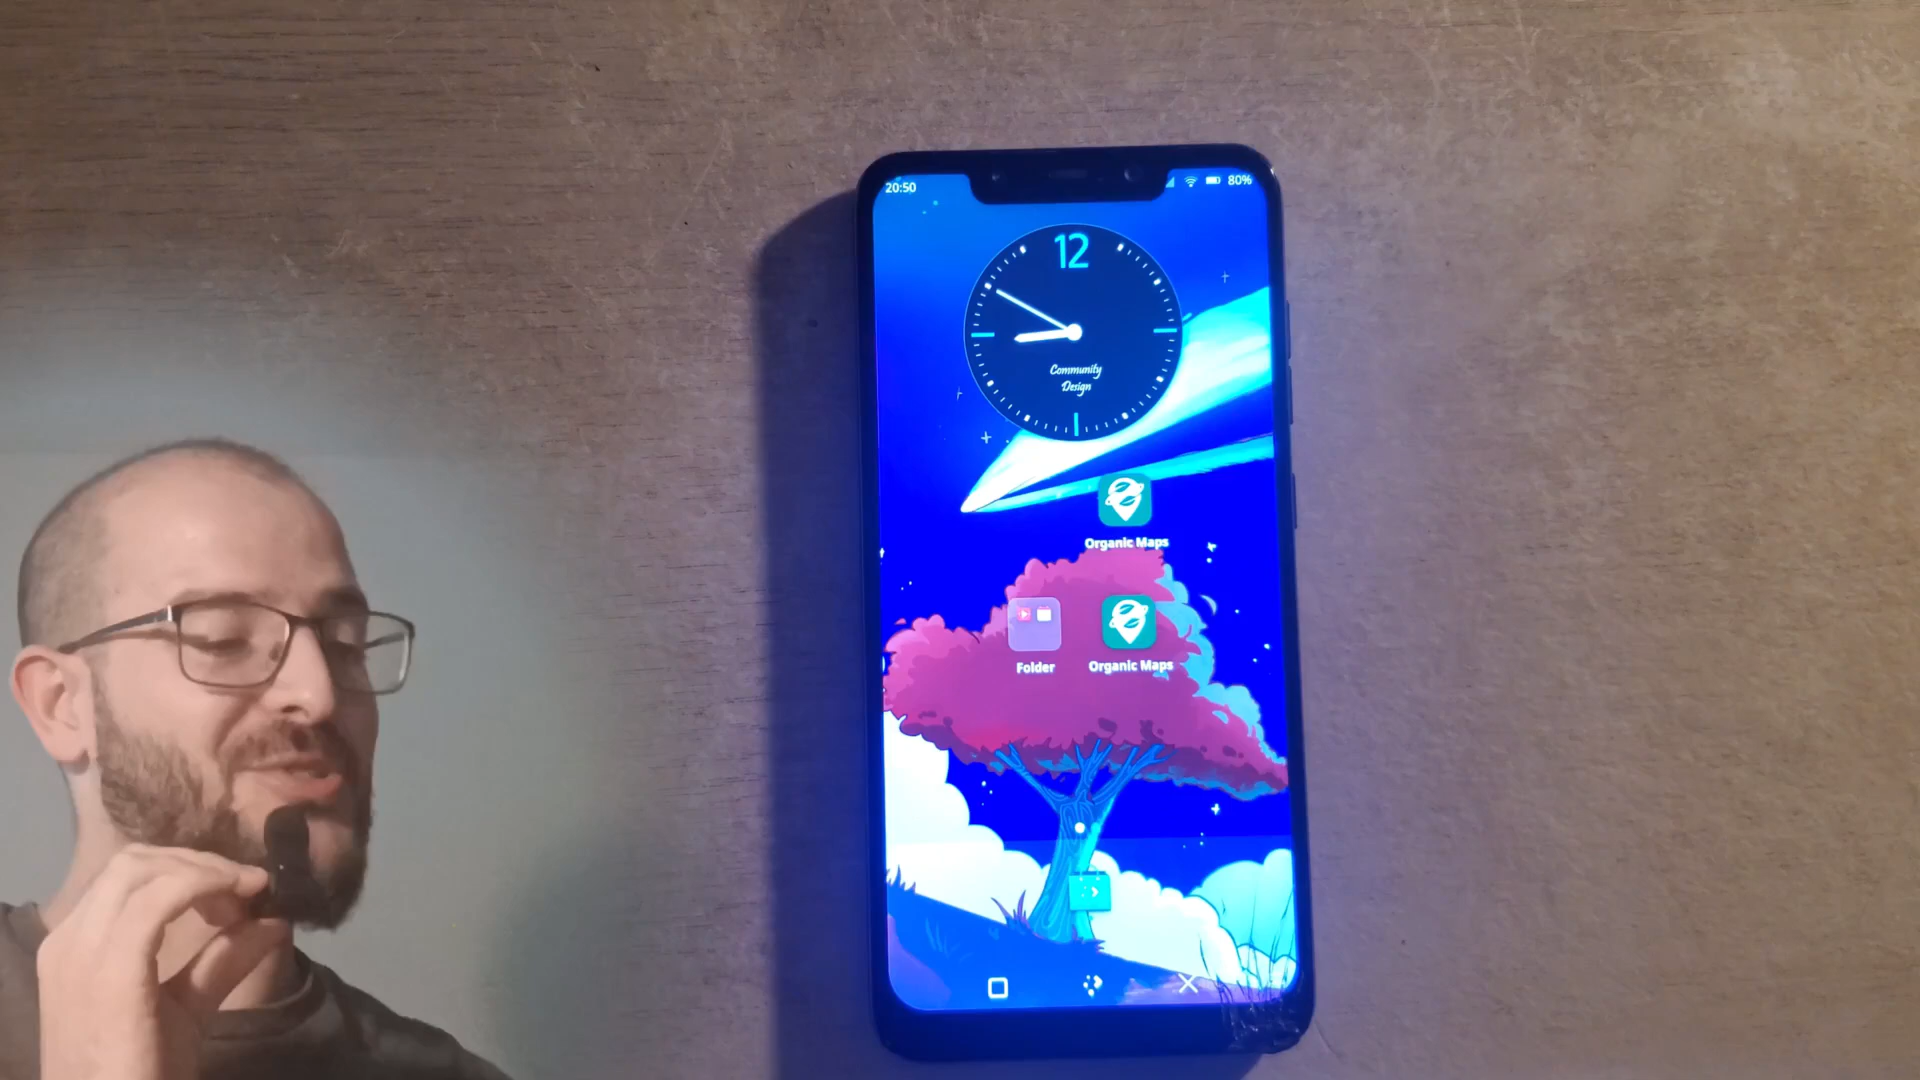 20:50
80%
12
Community
Design
Organic Maps
Folder
Organic Maps